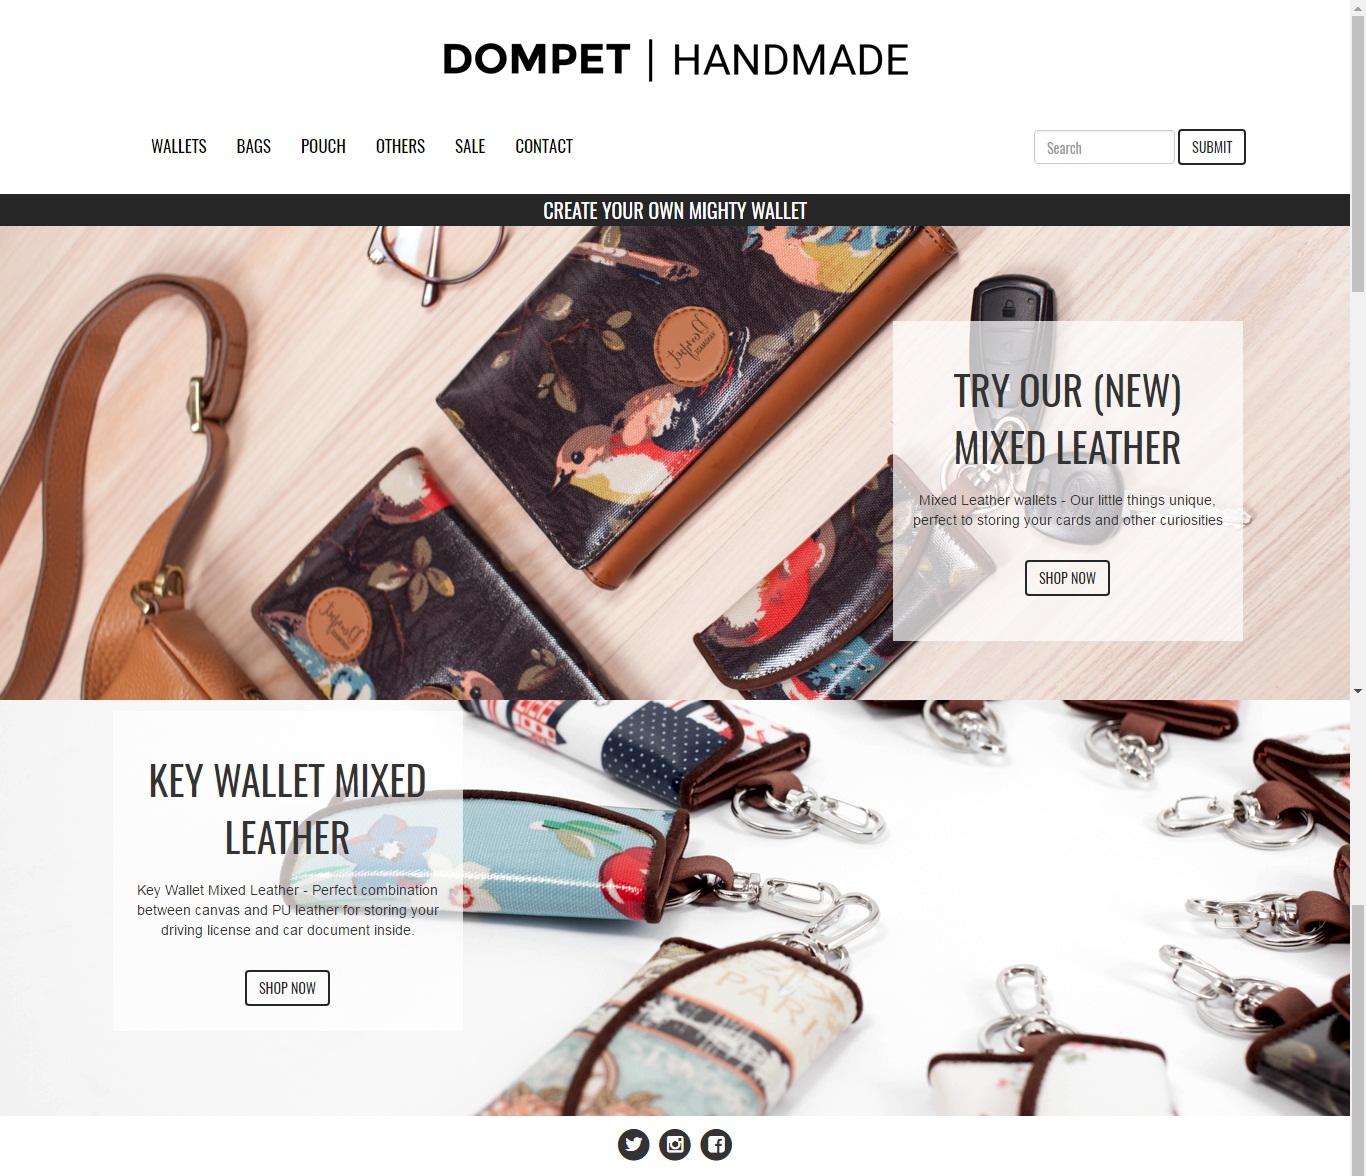 DOMPET | HANDMADE
WALLETS BAGS POUCH OTHERS SALE CONTACT Search SUBMIT
CREATE YOUR OWN MIGHTY WALLET
Dompet
TRY OUR (NEW)
MIXED LEATHER
Mixed Leather wallets - Our little things unique,
perfect to storing your cards and other curiosities
SHOP NOW
Dompet
KEY WALLET MIXED
LEATHER
Key Wallet Mixed Leather - Perfect combination
between canvas and PU leather for storing your
driving license and car document inside.
SHOP NOW
PARIS